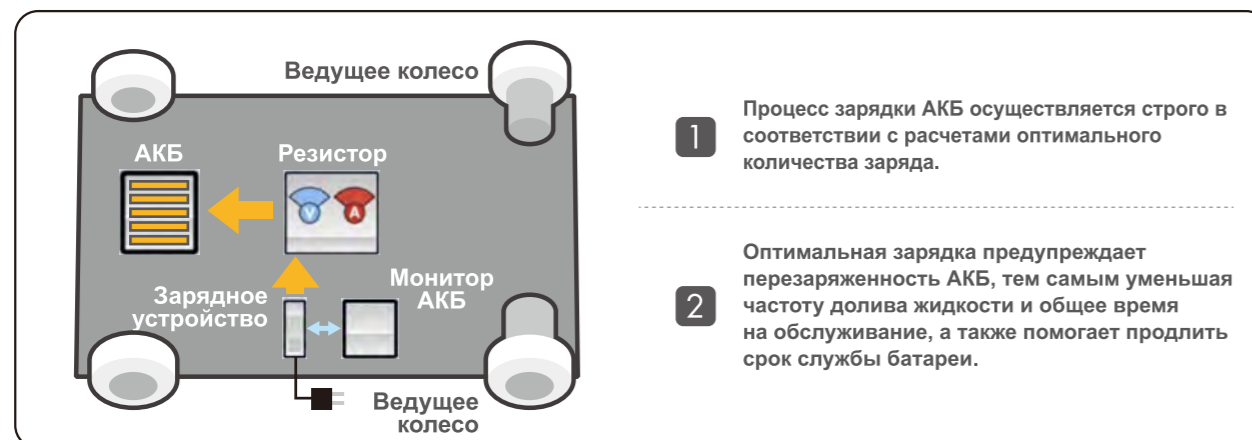 Ведущее колесо
АКБ
Резистор
V
A
Монитор
АКБ
Зарядное
устройство
Ведущее
колесо
1
Процесс зарядки АКБ осуществляется строго в
соответствии с расчетами оптимального
количества заряда.
2
Оптимальная зарядка предупреждает
перезаряженность АКБ, тем самым уменьшая
частоту долива жидкости и общее время
на обслуживание, а также помогает продлить
срок службы батареи.